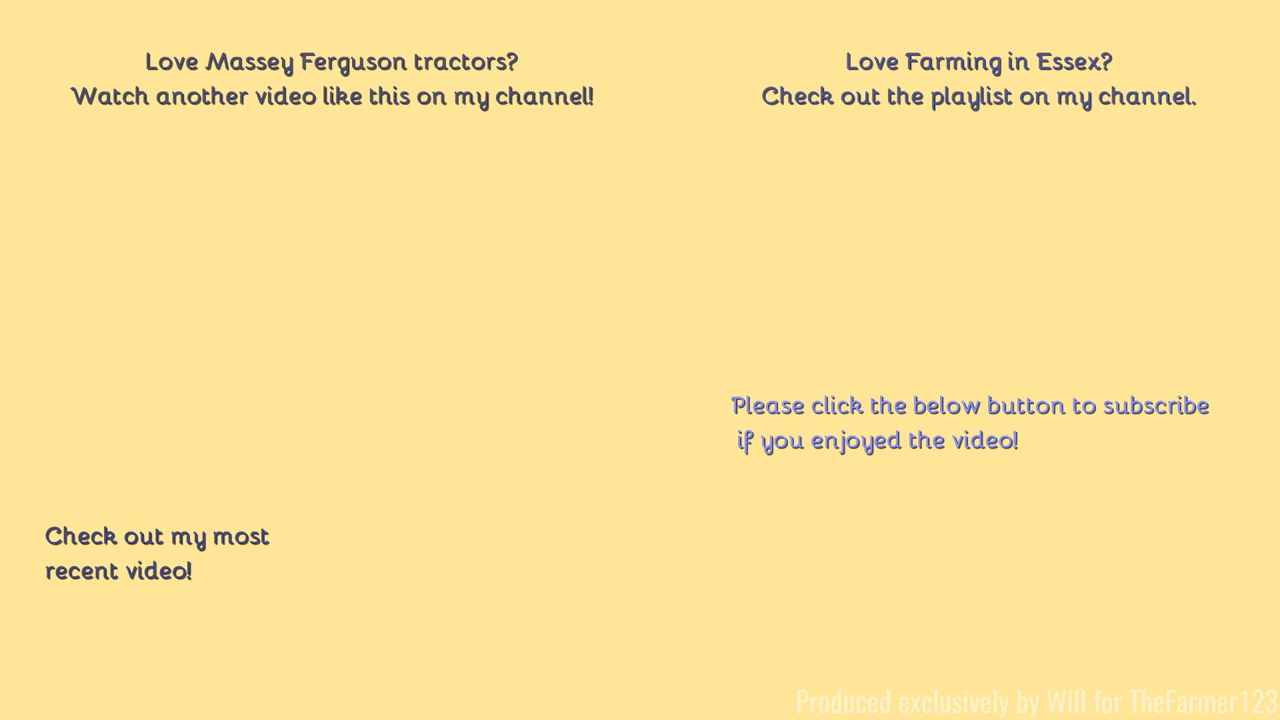 Love Massey Ferguson tractors?
Watch another video like this on my channel!
Love Farming in Essex?
Check out the playlist on my channel.
Please click the below button to subscribe
if you enjoyed the video!
Check out my most
recent video!
Produced exclusively by Will for TheFarmer123